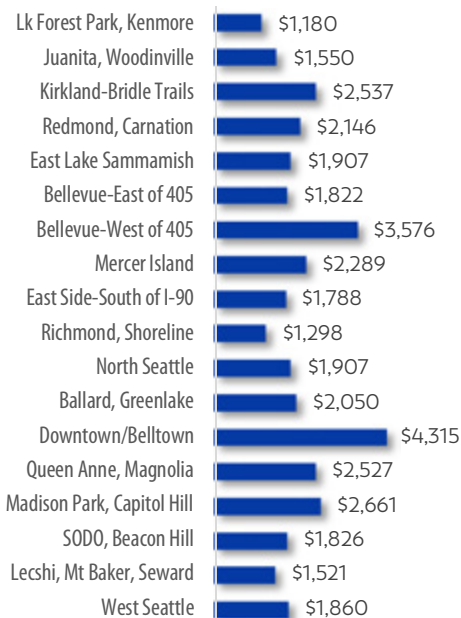 Lk Forest Park, Kenmore $1,180
Juanita, Woodinville $1,550
Kirkland-Bridle Trails $2,537
Redmond, Carnation $2,146
East Lake Sammamish $1,907
Bellevue-East of 405 $1,822
Bellevue-West of 405 $3,576
Mercer Island $2,289
East Side-South of I-90 $1,788
Richmond, Shoreline $1,298
North Seattle $1,907
Ballard, Greenlake $2,050
Downtown/Belltown $4,315
Queen Anne, Magnolia $2,527
Madison Park, Capitol Hill $2,661
SODO, Beacon Hill $1,826
Lecshi, Mt Baker, Seward $1,521
West Seattle $1,860